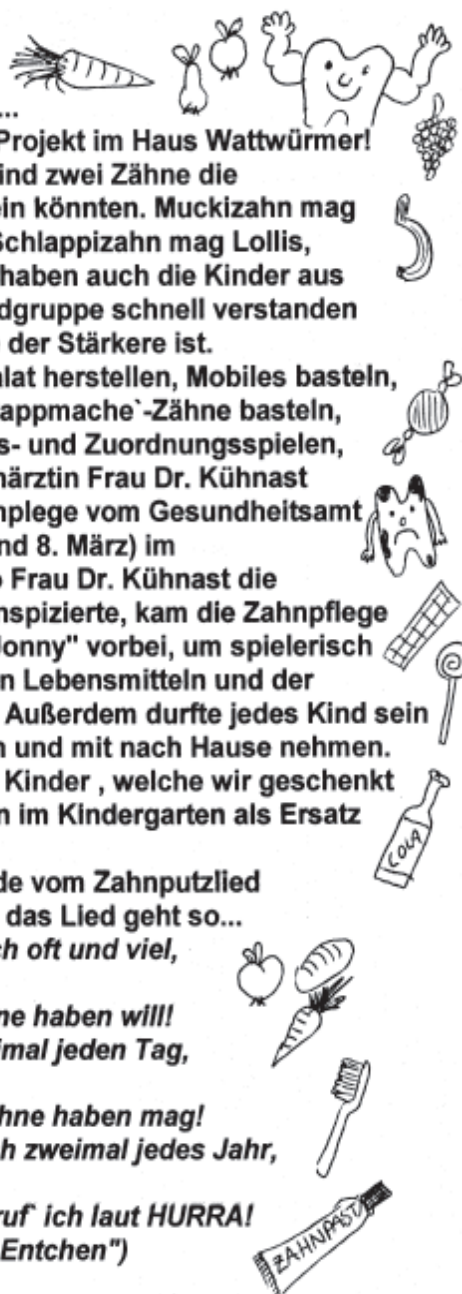 ...
Projekt im Haus Wattwürmer!
ind zwei Zähne die
ein könnten. Muckizahn mag
Schlappizahn mag Lollis,
haben auch die Kinder aus
dgruppe schnell verstanden
der Stärkere ist.
alat herstellen, Mobiles basteln,
appmache`-Zähne basteln,
s- und Zuordnungsspielen,
närztin Frau Dr. Kühnast
nplege vom Gesundheitsamt
nd 8. März) im
o Frau Dr. Kühnast die
nspizierte, kam die Zahnpflege
Jonny" vorbei, um spielerisch
n Lebensmitteln und der
Außerdem durfte jedes Kind sein
n und mit nach Hause nehmen.
Kinder , welche wir geschenkt
n im Kindergarten als Ersatz
COLA
de vom Zahnputzlied
das Lied geht so...
ch oft und viel,
ne haben will!
imal jeden Tag,
hne haben mag!
h zweimal jedes Jahr,
ruf` ich laut HURRA!
Entchen")
ZAHNPAST